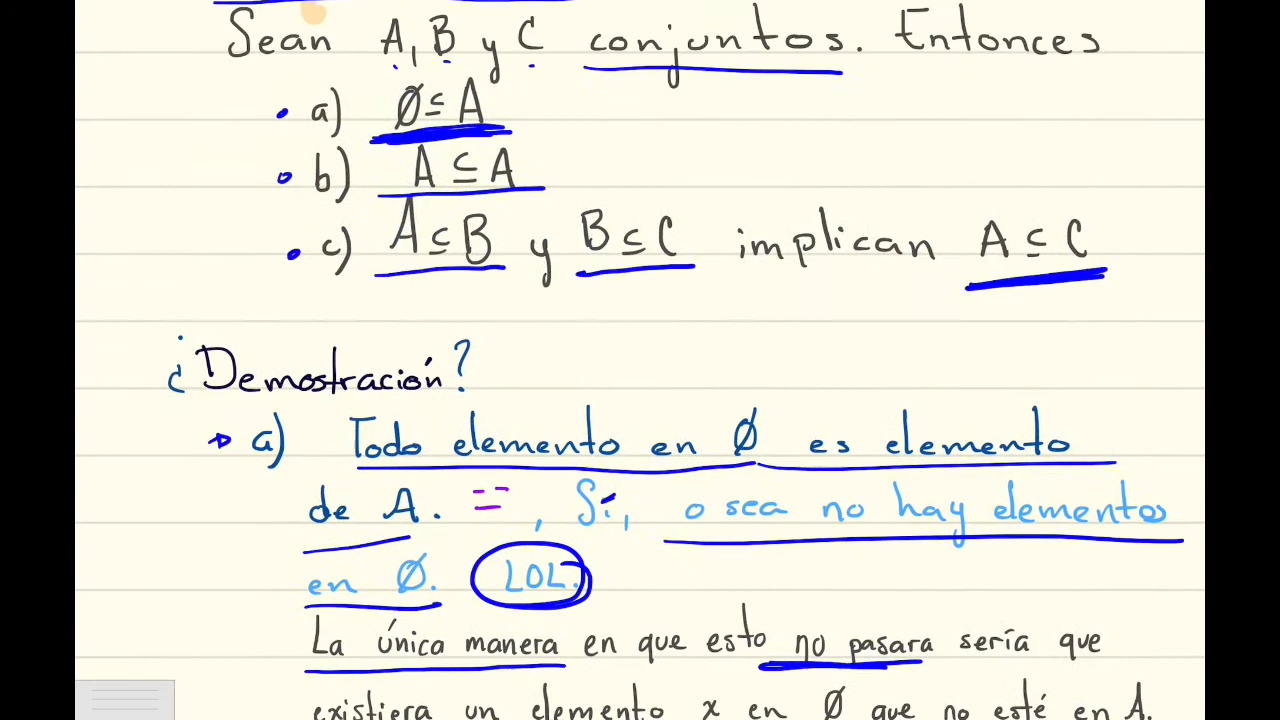 Sean A, B y C conjuntos. Entonces
• a) ∅ ⊆ A
• b) A ⊆ A
• c) A ⊆ B y B ⊆ C implican A ⊆ C
¿Demostración?
a) Todo elemento en ∅ es elemento
de A. , Sí, o sea no hay elementos
en ∅. LOL.
La única manera en que esto no pasara sería que
existiera un elemento x en ∅ que no esté en A.